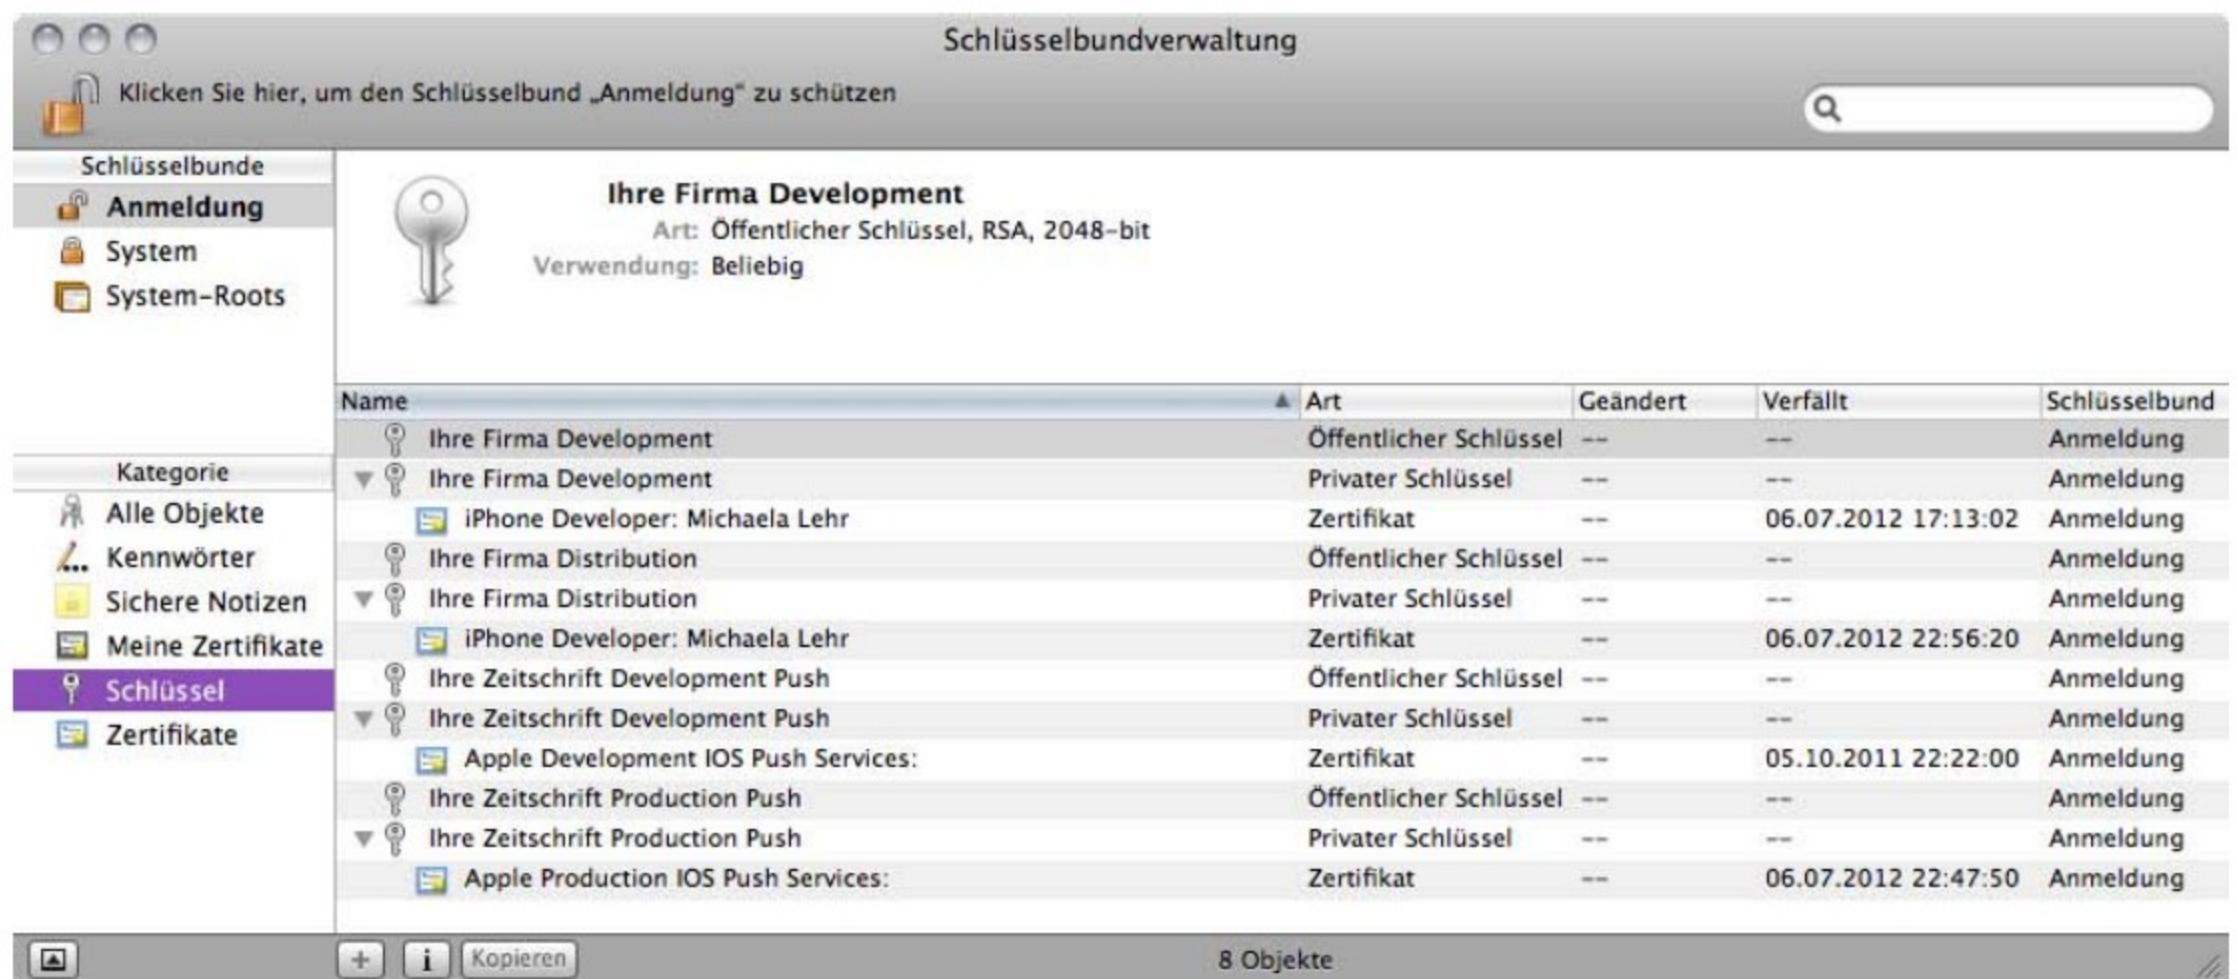 Schlüsselbundverwaltung
Klicken Sie hier, um den Schlüsselbund „Anmeldung“ zu schützen
Schlüsselbunde
Anmeldung
System
System-Roots
Kategorie
Alle Objekte
Kennwörter
Sichere Notizen
Meine Zertifikate
Schlüssel
Zertifikate
Ihre Firma Development
Art: Öffentlicher Schlüssel, RSA, 2048-bit
Verwendung: Beliebig
Name Art Geändert Verfällt Schlüsselbund
Ihre Firma Development Öffentlicher Schlüssel -- -- Anmeldung
Ihre Firma Development Privater Schlüssel -- -- Anmeldung
iPhone Developer: Michaela Lehr Zertifikat -- 06.07.2012 17:13:02 Anmeldung
Ihre Firma Distribution Öffentlicher Schlüssel -- -- Anmeldung
Ihre Firma Distribution Privater Schlüssel -- -- Anmeldung
iPhone Developer: Michaela Lehr Zertifikat -- 06.07.2012 22:56:20 Anmeldung
Ihre Zeitschrift Development Push Öffentlicher Schlüssel -- -- Anmeldung
Ihre Zeitschrift Development Push Privater Schlüssel -- -- Anmeldung
Apple Development IOS Push Services: Zertifikat -- 05.10.2011 22:22:00 Anmeldung
Ihre Zeitschrift Production Push Öffentlicher Schlüssel -- -- Anmeldung
Ihre Zeitschrift Production Push Privater Schlüssel -- -- Anmeldung
Apple Production IOS Push Services: Zertifikat -- 06.07.2012 22:47:50 Anmeldung
+ i Kopieren 8 Objekte